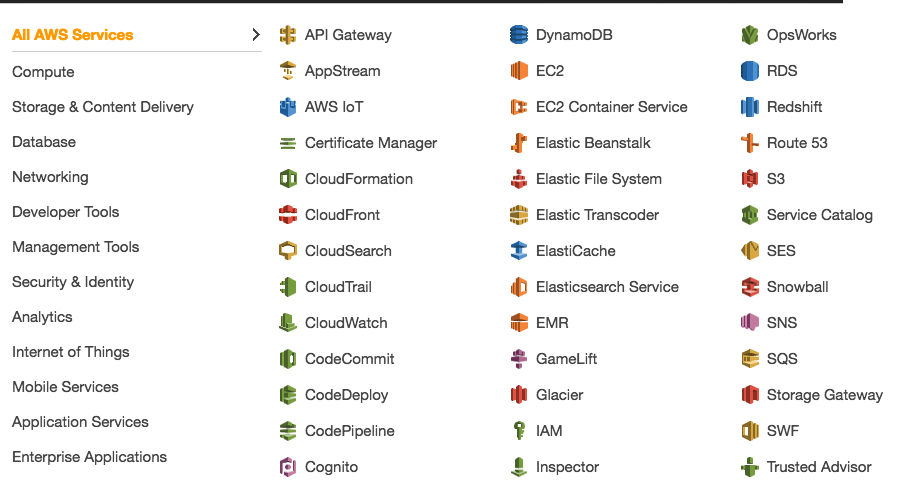 All AWS Services
Compute
Storage & Content Delivery
Database
Networking
Developer Tools
Management Tools
Security & Identity
Analytics
Internet of Things
Mobile Services
Application Services
Enterprise Applications
API Gateway
AppStream
AWS IoT
Certificate Manager
CloudFormation
CloudFront
CloudSearch
CloudTrail
CloudWatch
CodeCommit
CodeDeploy
CodePipeline
Cognito
DynamoDB
EC2
EC2 Container Service
Elastic Beanstalk
Elastic File System
Elastic Transcoder
ElastiCache
Elasticsearch Service
EMR
GameLift
Glacier
IAM
Inspector
OpsWorks
RDS
Redshift
Route 53
S3
Service Catalog
SES
Snowball
SNS
SQS
Storage Gateway
SWF
Trusted Advisor